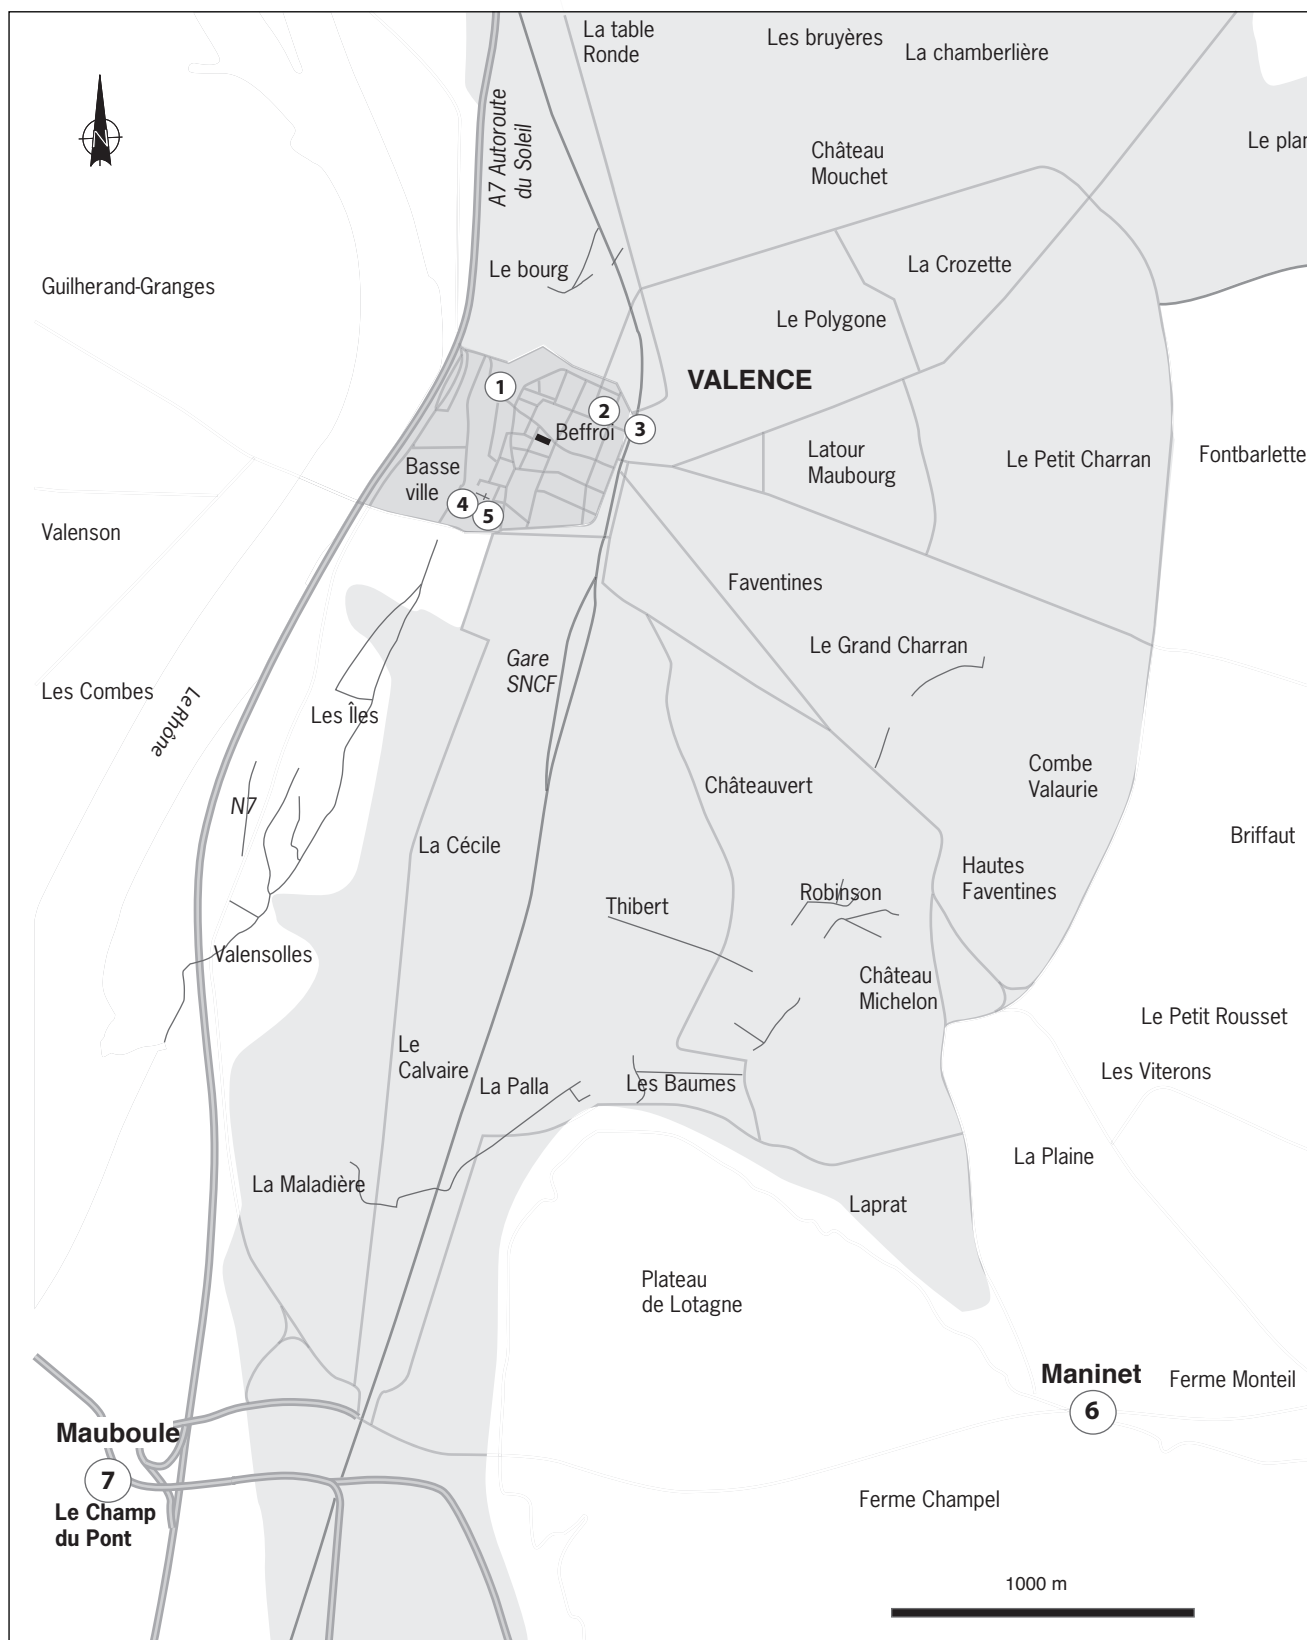 La table
Ronde
Les bruyères
La chamberlière
N
A7 Autoroute
du Soleil
Château
Mouchet
Le plan
Guilherand-Granges
Le bourg
La Crozette
Le Polygone
VALENCE
1
2
3
Beffroi
Basse
ville
4
5
Latour
Maubourg
Le Petit Charran
Fontbarlette
Valenson
Faventines
Le Grand Charran
Gare
SNCF
Les Combes
Le Rhône
Les Îles
N7
Châteauvert
Combe
Valaurie
La Cécile
Briffaut
Hautes
Faventines
Robinson
Thibert
Valensolles
Château
Michelon
Le Petit Rousset
Le
Calvaire
La Palla
Les Baumes
Les Viterons
La Plaine
La Maladière
Laprat
Plateau
de Lotagne
Maninet
6
Ferme Monteil
Mauboule
7
Le Champ
du Pont
Ferme Champel
1000 m